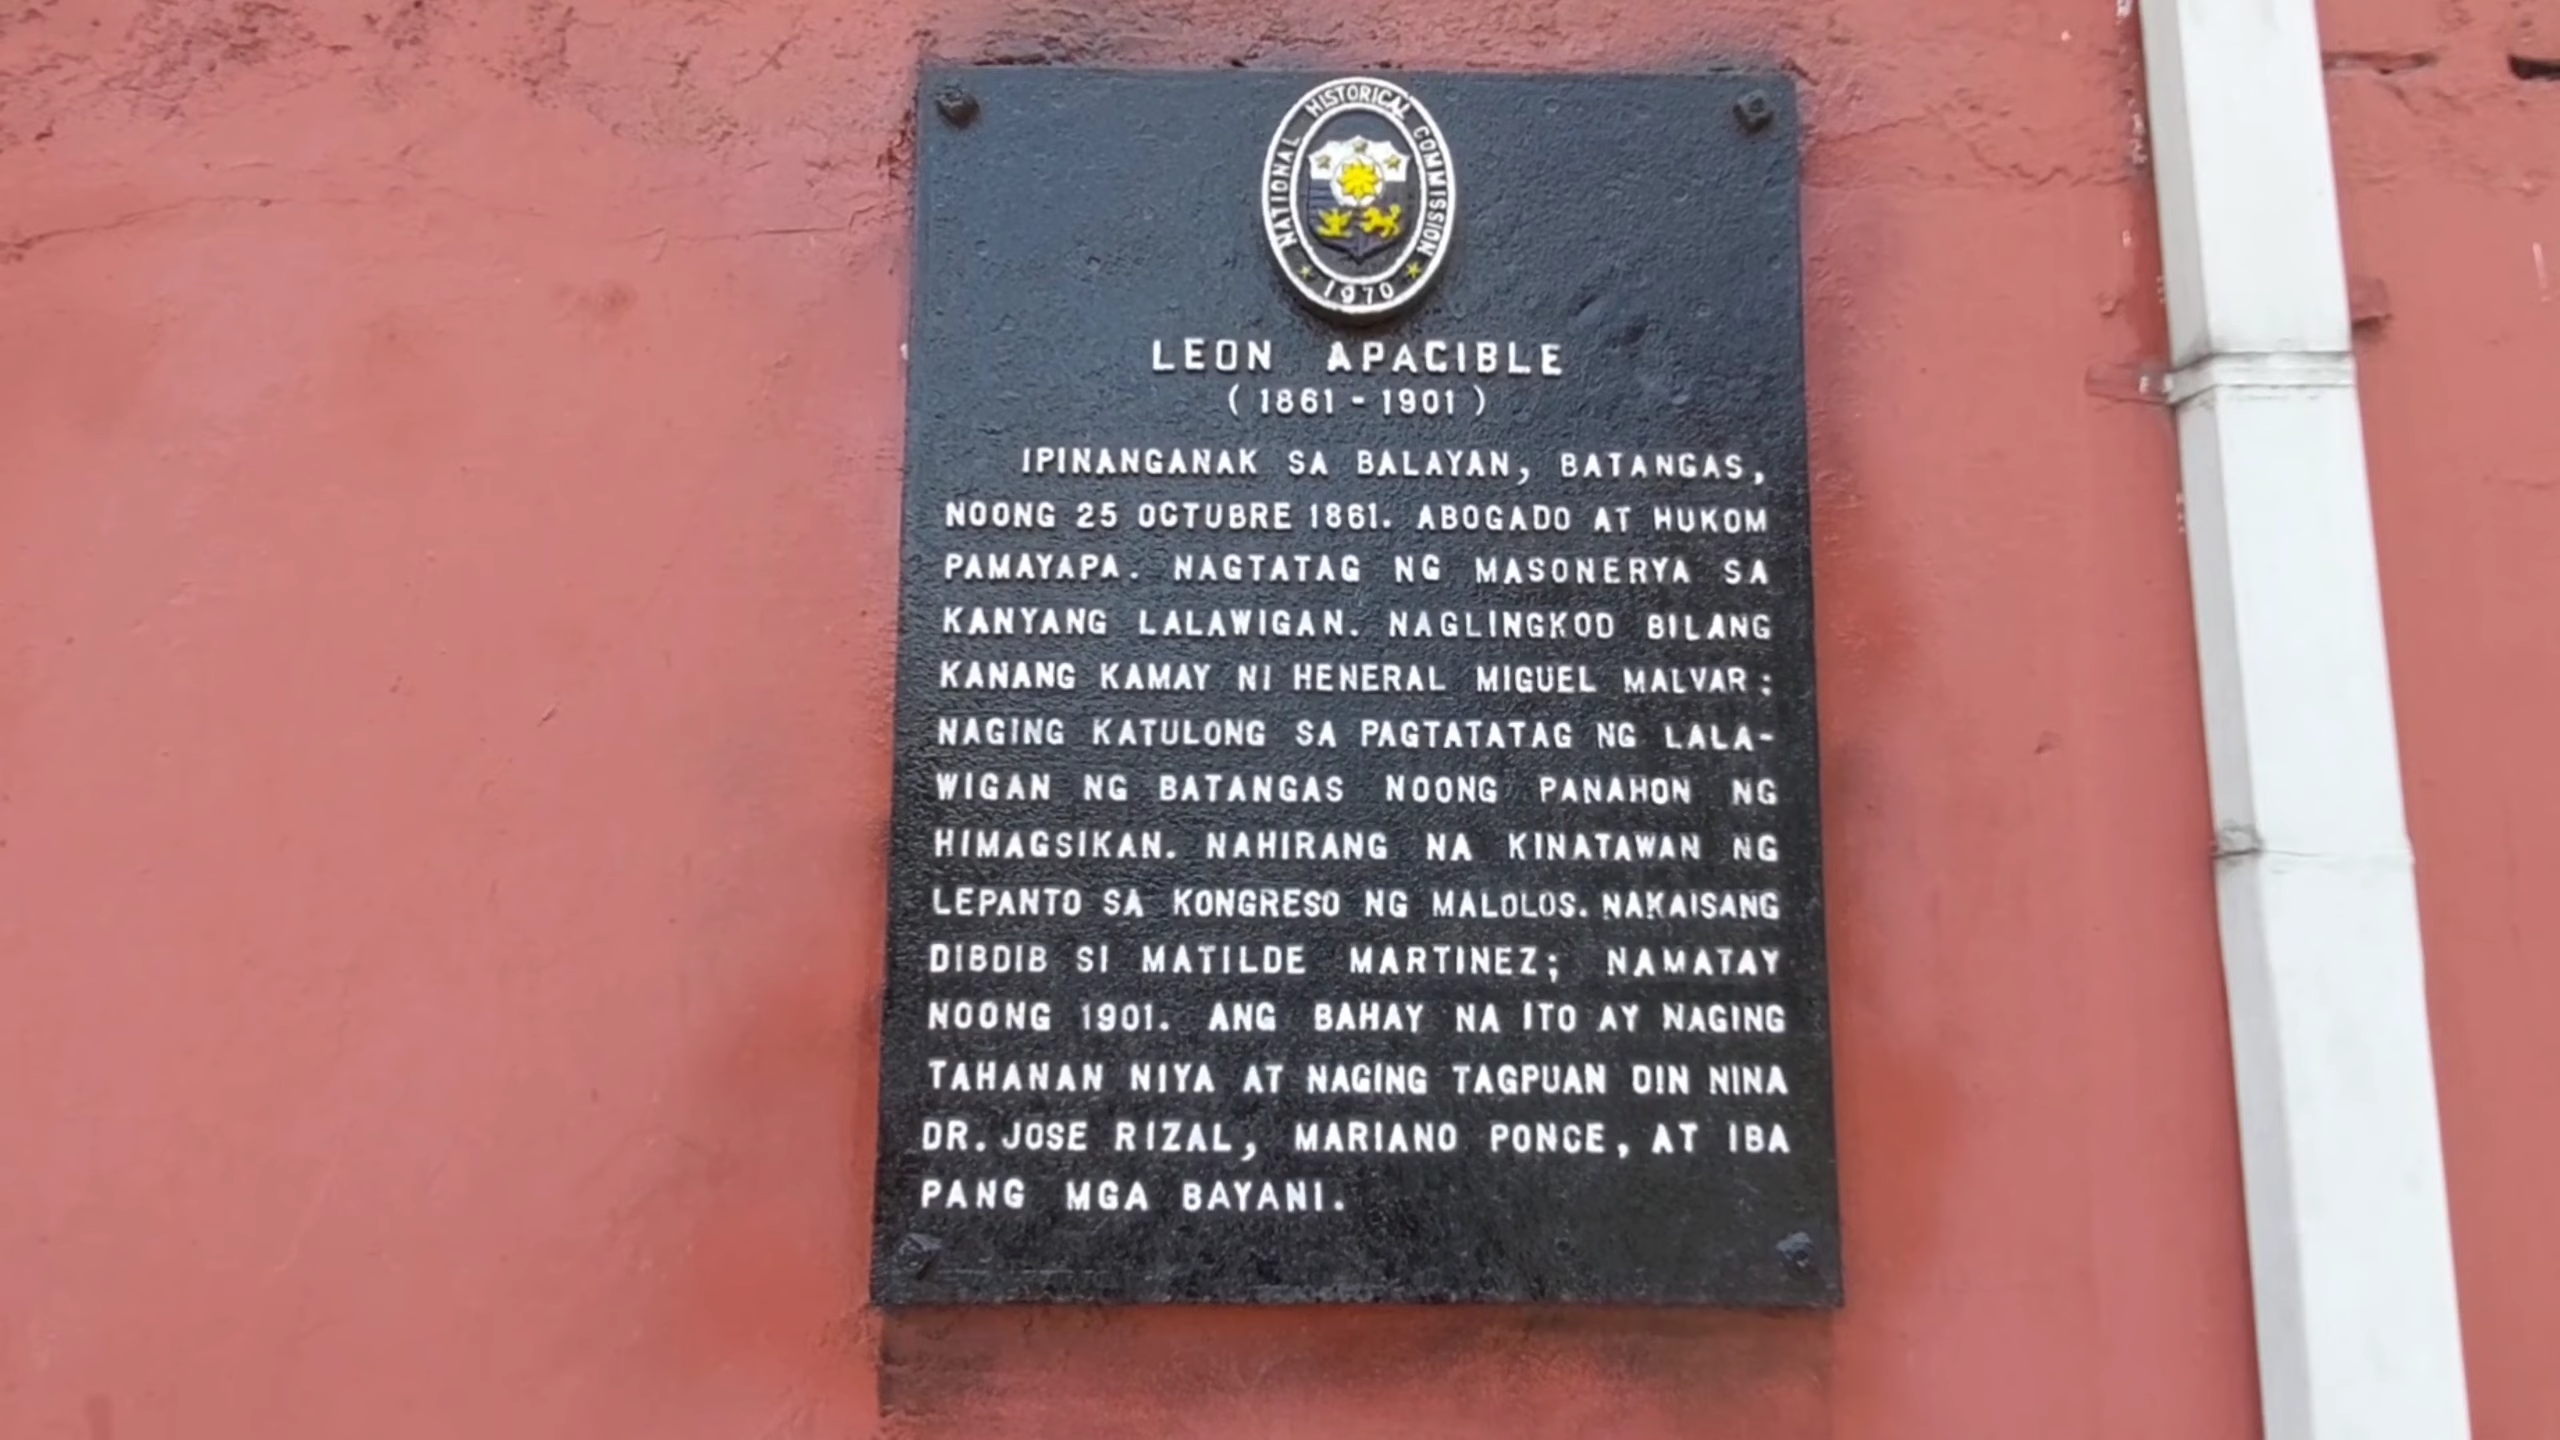 NATIONAL HISTORICAL COMMISSION
1970
LEON APACIBLE
( 1861 - 1901 )
IPINANGANAK SA BALAYAN, BATANGAS,
NOONG 25 OCTUBRE 1861. ABOGADO AT HUKOM
PAMAYAPA. NAGTATAG NG MASONERYA SA
KANYANG LALAWIGAN. NAGLINGKOD BILANG
KANANG KAMAY NI HENERAL MIGUEL MALVAR ;
NAGING KATULONG SA PAGTATATAG NG LALA-
WIGAN NG BATANGAS NOONG PANAHON NG
HIMAGSIKAN. NAHIRANG NA KINATAWAN NG
LEPANTO SA KONGRESO NG MALOLOS. NAKAISANG
DIBDIB SI MATILDE MARTINEZ; NAMATAY
NOONG 1901. ANG BAHAY NA ITO AY NAGING
TAHANAN NIYA AT NAGING TAGPUAN DIN NINA
DR. JOSE RIZAL, MARIANO PONCE, AT IBA
PANG MGA BAYANI.